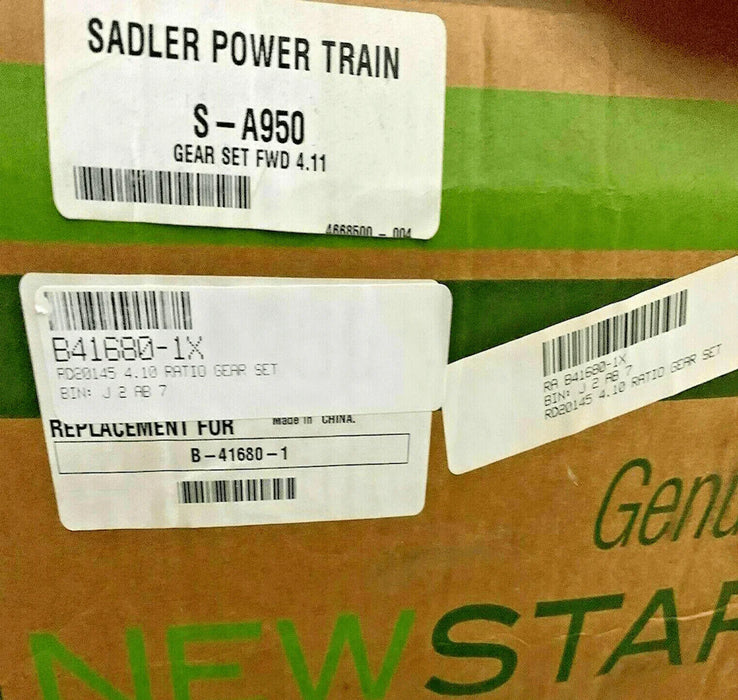 SADLER POWER TRAIN
S-A950
GEAR SET FWD 4.11
4668500 - 004
B41680-1X
RD20145 4.10 RATIO GEAR SET
BIN: J 2 AB 7
REPLACEMENT FOR
Made in CHINA.
B-41680-1
RA B41680-1X
BIN: J 2 AB 7
RD20145 4.10 RATIO GEAR SET
Genu
NEWSTAR